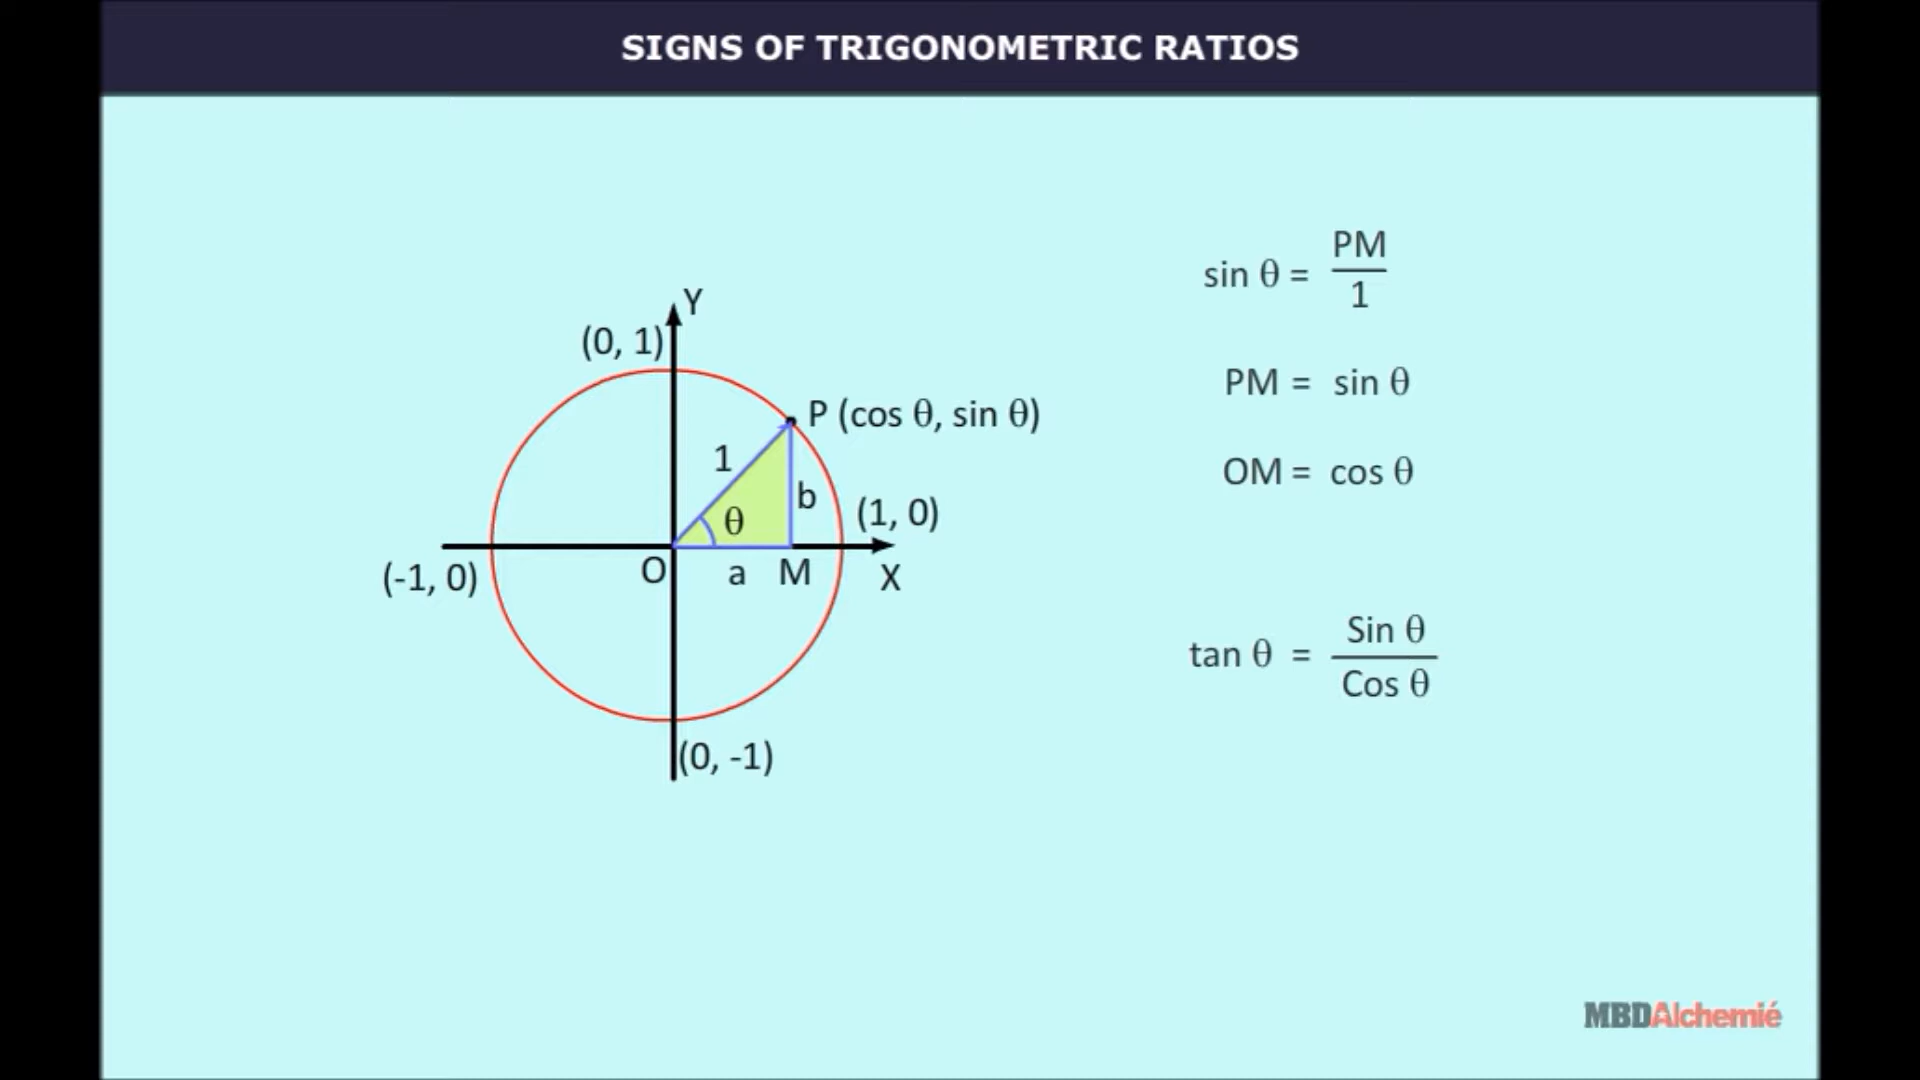 SIGNS OF TRIGONOMETRIC RATIOS
Y
(0, 1)
P (cos θ, sin θ)
1
b
θ
(1, 0)
(-1, 0)
O
a
M
X
(0, -1)
sin θ = PM
1
PM = sin θ
OM = cos θ
tan θ = Sin θ
Cos θ
MBDAlchemié